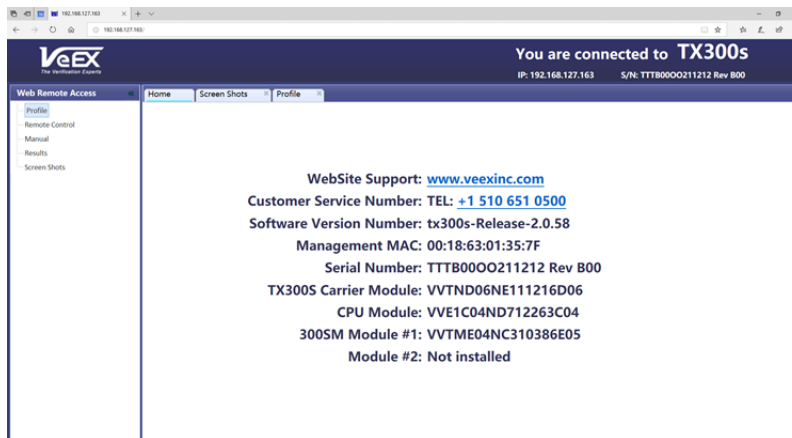 192.168.127.163
192.168.127.163/
VeEX
The Verification Experts
You are connected to TX300s
IP: 192.168.127.163 S/N: TTTB00OO211212 Rev B00
Web Remote Access
Home Screen Shots Profile
Profile
Remote Control
Manual
Results
Screen Shots
WebSite Support: www.veexinc.com
Customer Service Number: TEL: +1 510 651 0500
Software Version Number: tx300s-Release-2.0.58
Management MAC: 00:18:63:01:35:7F
Serial Number: TTTB00OO211212 Rev B00
TX300S Carrier Module: VVTND06NE111216D06
CPU Module: VVE1C04ND712263C04
300SM Module #1: VVTME04NC310386E05
Module #2: Not installed